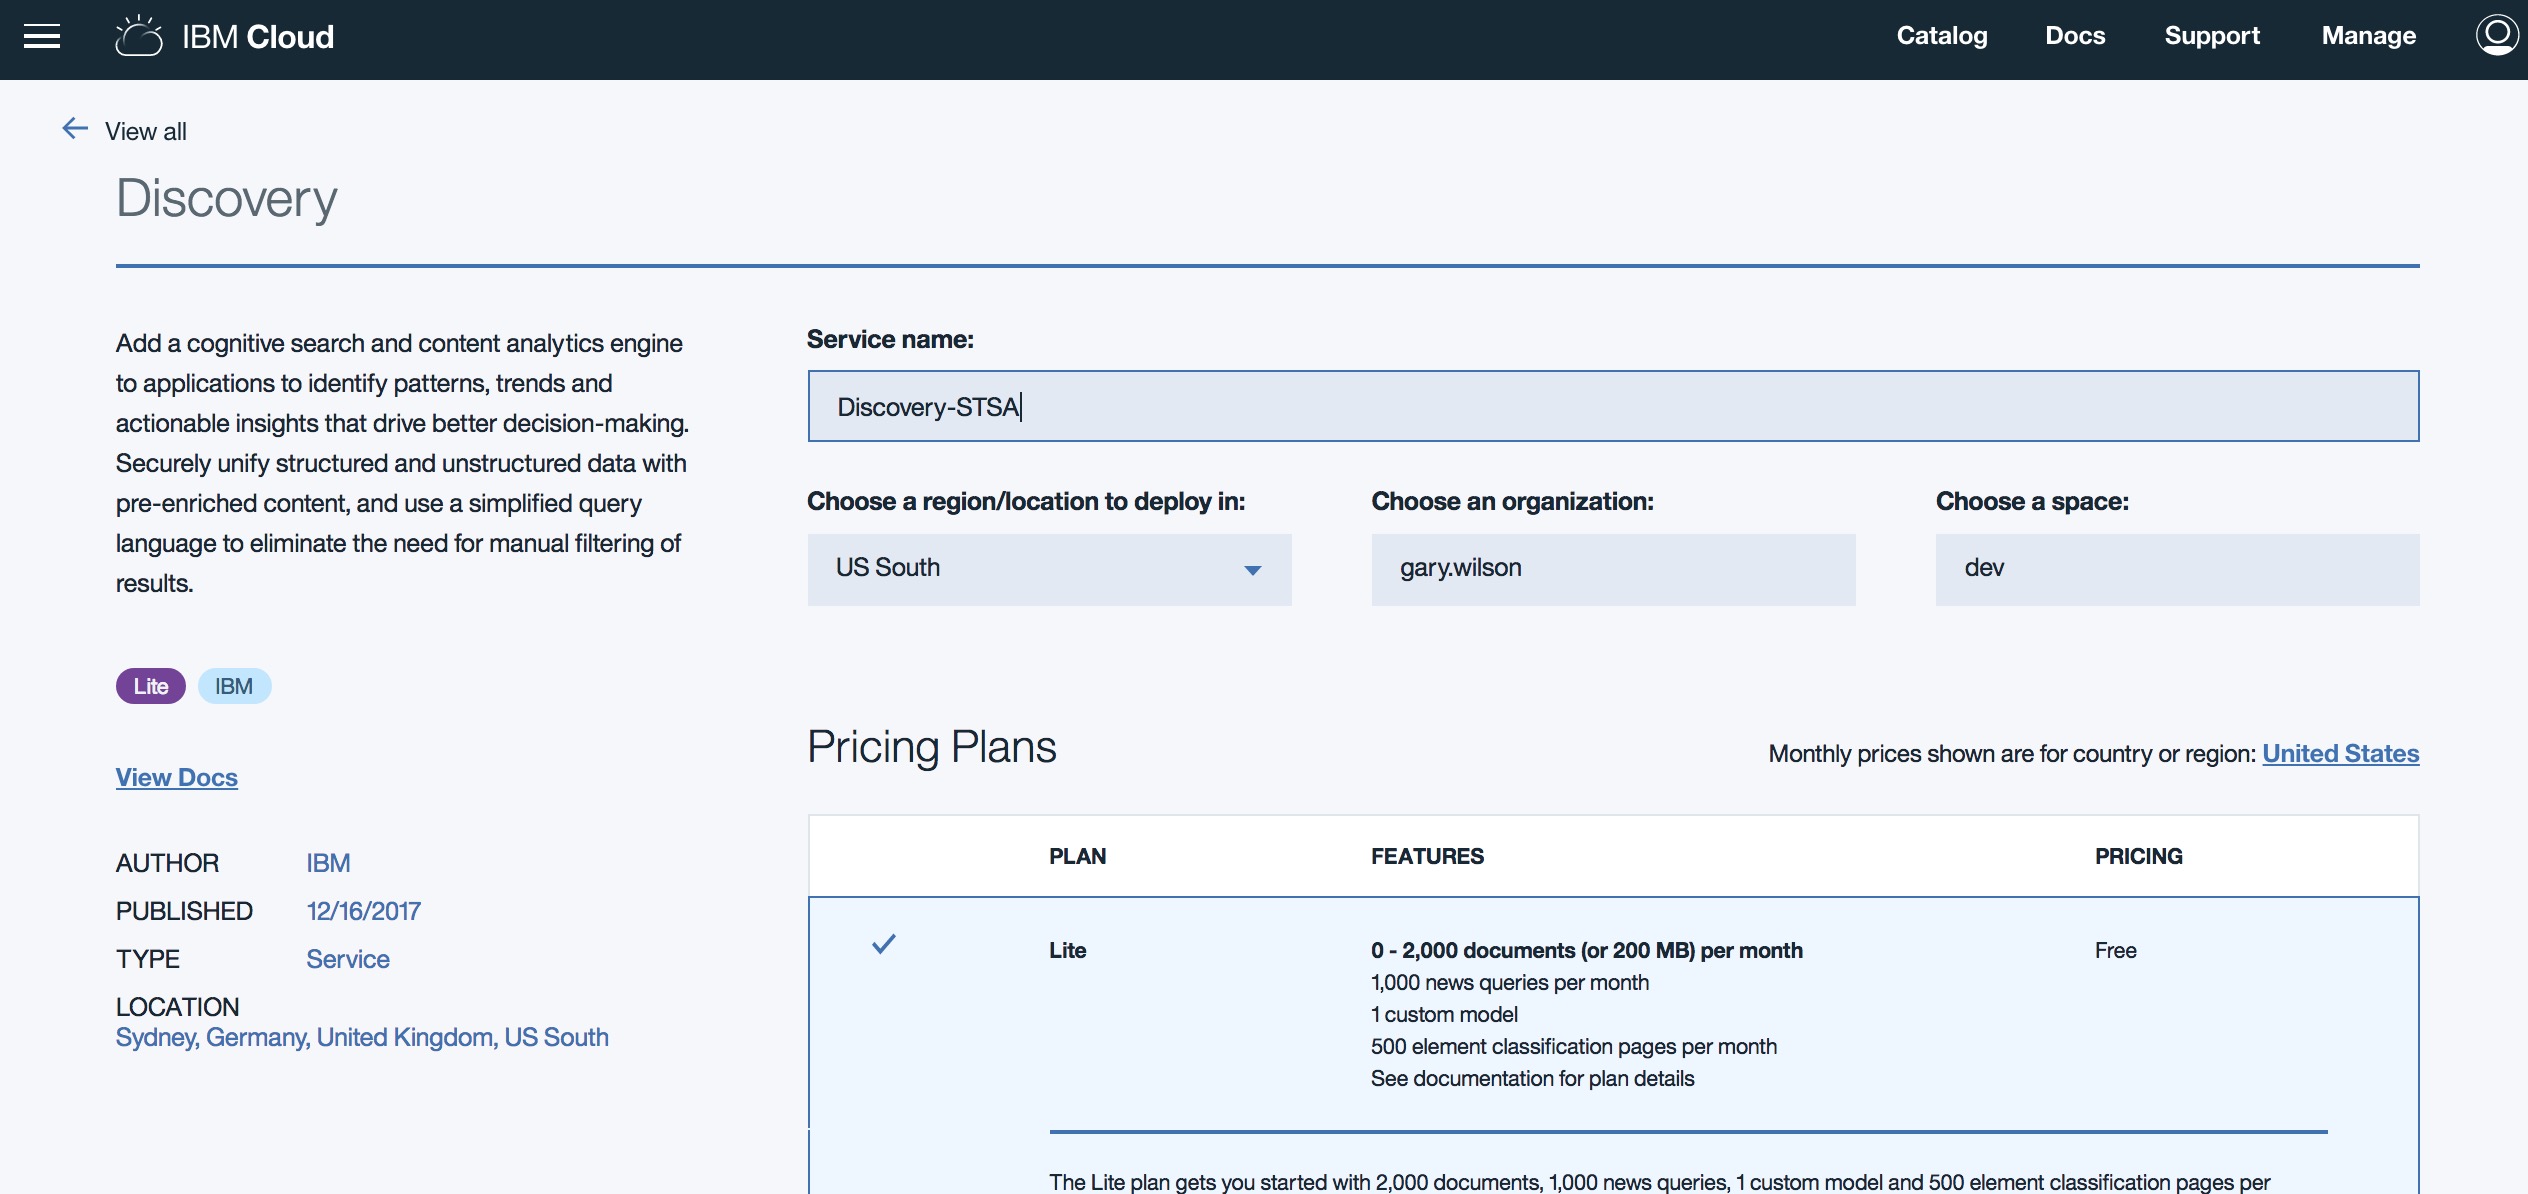 IBM Cloud
Catalog
Docs
Support
Manage
View all
Discovery
Add a cognitive search and content analytics engine
to applications to identify patterns, trends and
actionable insights that drive better decision-making.
Securely unify structured and unstructured data with
pre-enriched content, and use a simplified query
language to eliminate the need for manual filtering of
results.
Lite
IBM
View Docs
AUTHOR IBM
PUBLISHED 12/16/2017
TYPE Service
LOCATION
Sydney, Germany, United Kingdom, US South
Service name:
Discovery-STSA
Choose a region/location to deploy in:
US South
Choose an organization:
gary.wilson
Choose a space:
dev
Pricing Plans
Monthly prices shown are for country or region: United States
PLAN FEATURES PRICING
Lite 0 - 2,000 documents (or 200 MB) per month Free
1,000 news queries per month
1 custom model
500 element classification pages per month
See documentation for plan details
The Lite plan gets you started with 2,000 documents, 1,000 news queries, 1 custom model and 500 element classification pages per